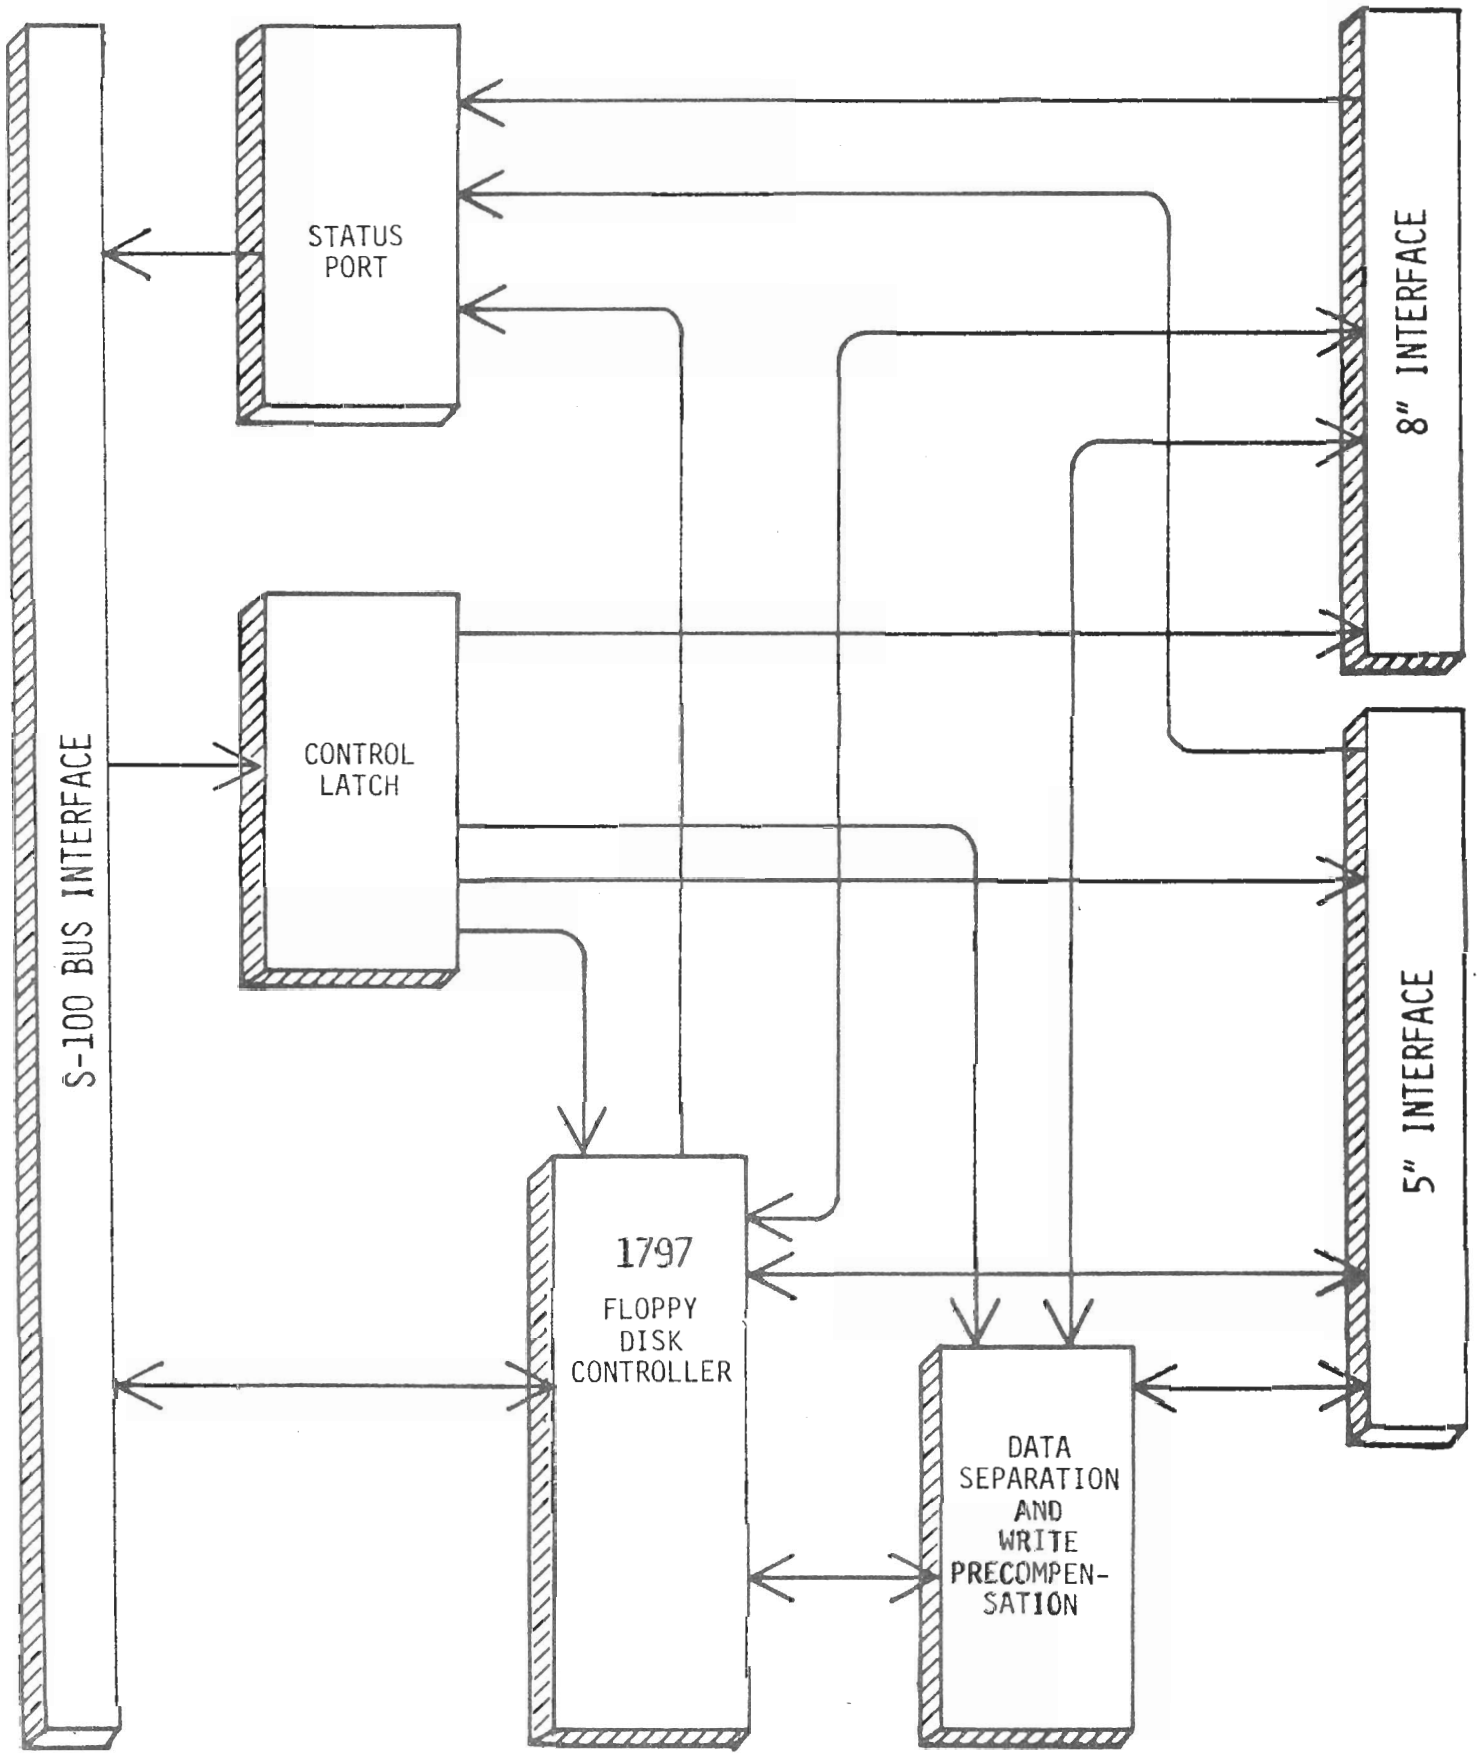 STATUS
PORT
8" INTERFACE
CONTROL
LATCH
S-100 BUS INTERFACE
5" INTERFACE
1797
FLOPPY
DISK
CONTROLLER
DATA
SEPARATION
AND
WRITE
PRECOMPEN-
SATION